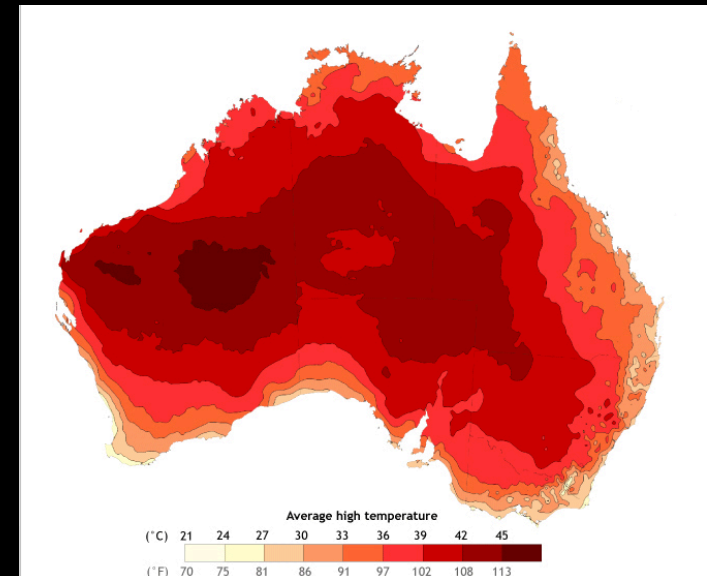 Average high temperature
(°C) 21 24 27 30 33 36 39 42 45
(°F) 70 75 81 86 91 97 102 108 113